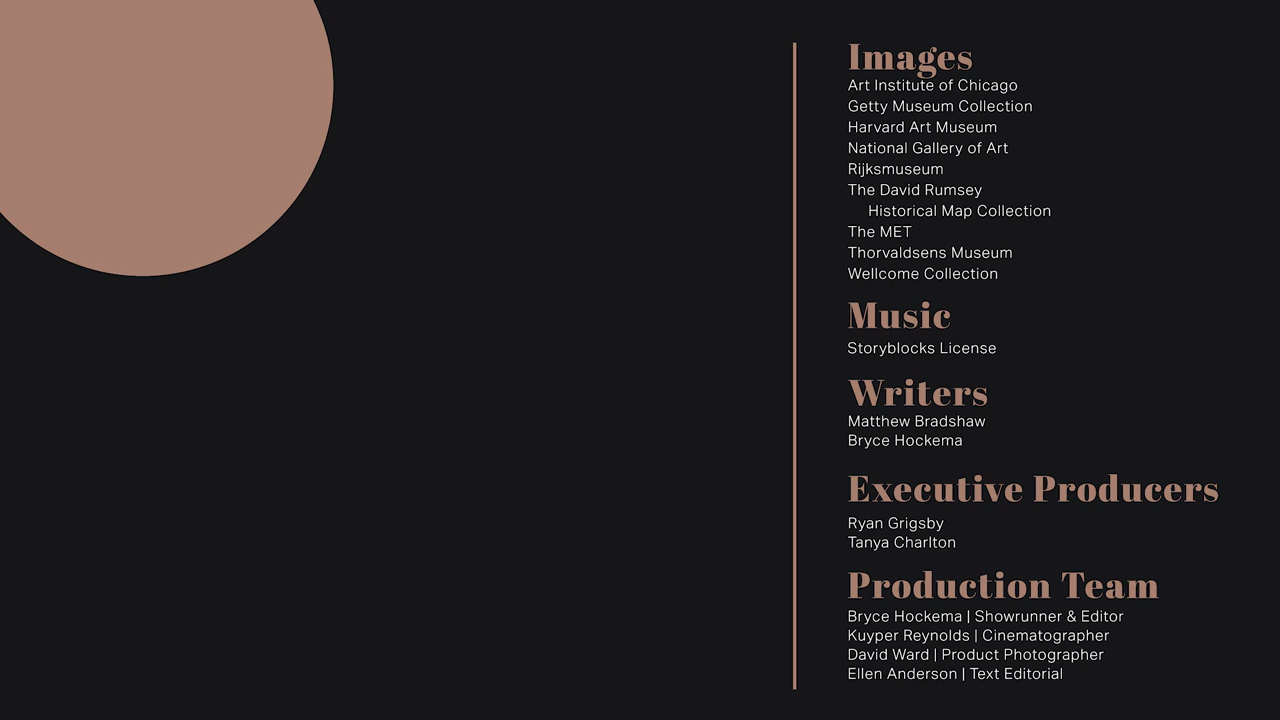 Images
Art Institute of Chicago
Getty Museum Collection
Harvard Art Museum
National Gallery of Art
Rijksmuseum
The David Rumsey
Historical Map Collection
The MET
Thorvaldsens Museum
Wellcome Collection
Music
Storyblocks License
Writers
Matthew Bradshaw
Bryce Hockema
Executive Producers
Ryan Grigsby
Tanya Charlton
Production Team
Bryce Hockema | Showrunner & Editor
Kuyper Reynolds | Cinematographer
David Ward | Product Photographer
Ellen Anderson | Text Editorial